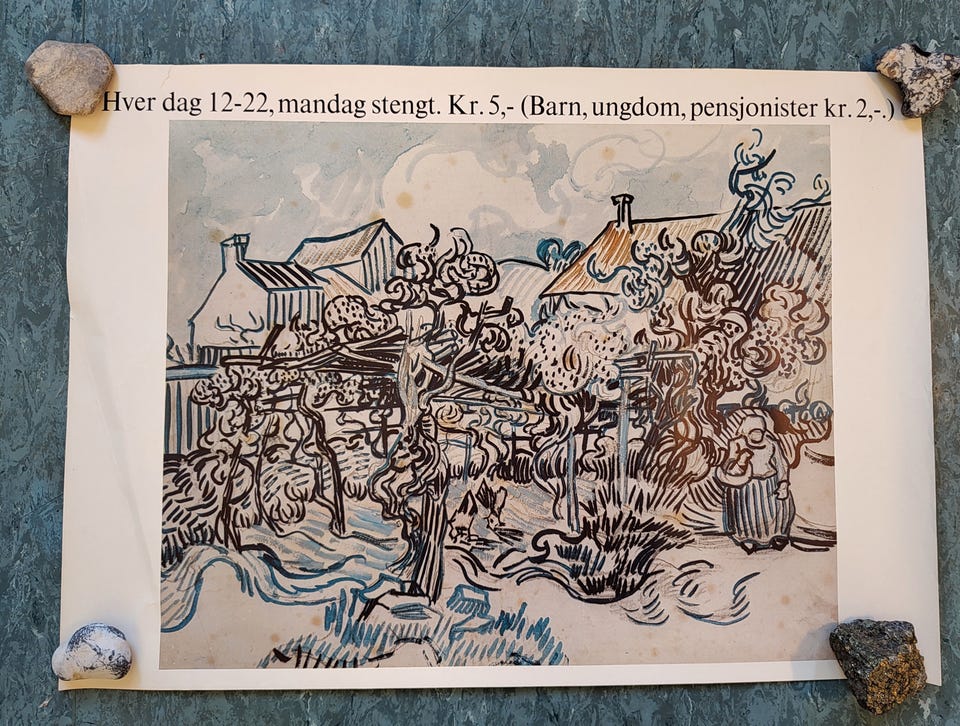 Hver dag 12-22, mandag stengt. Kr. 5,- (Barn, ungdom, pensjonister kr. 2,-.)